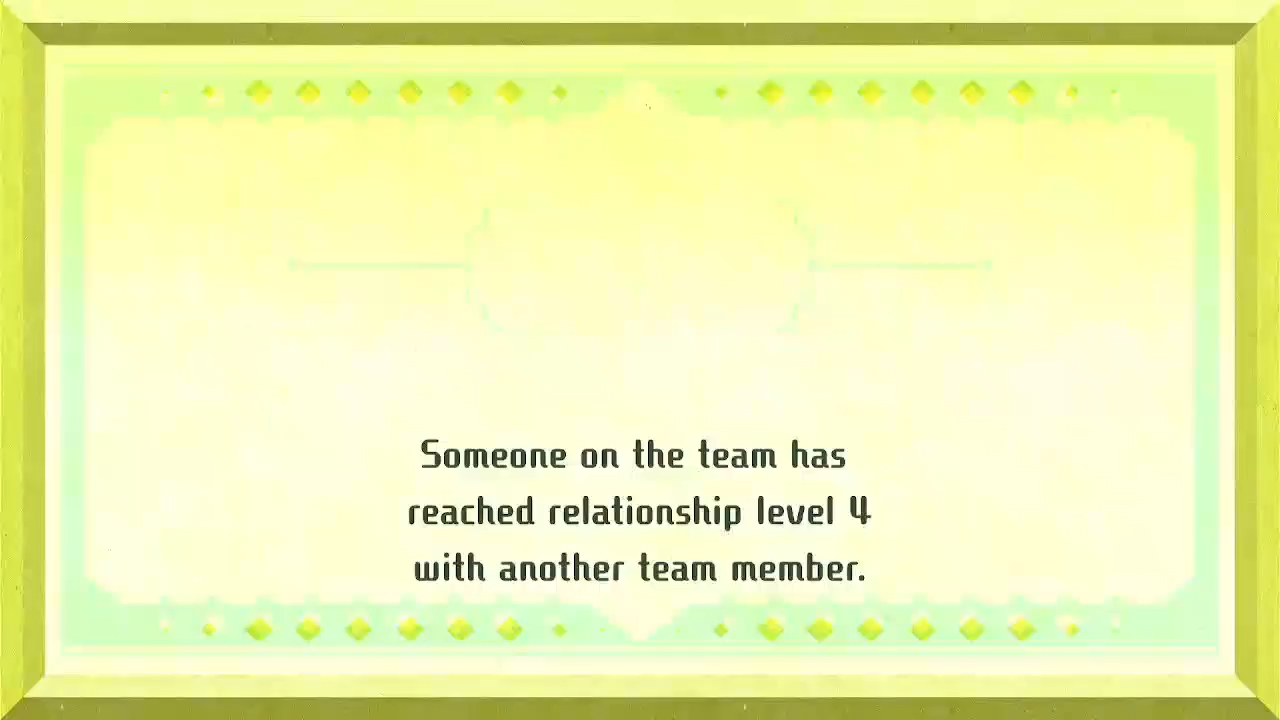 Someone on the team has
reached relationship level 4
with another team member.